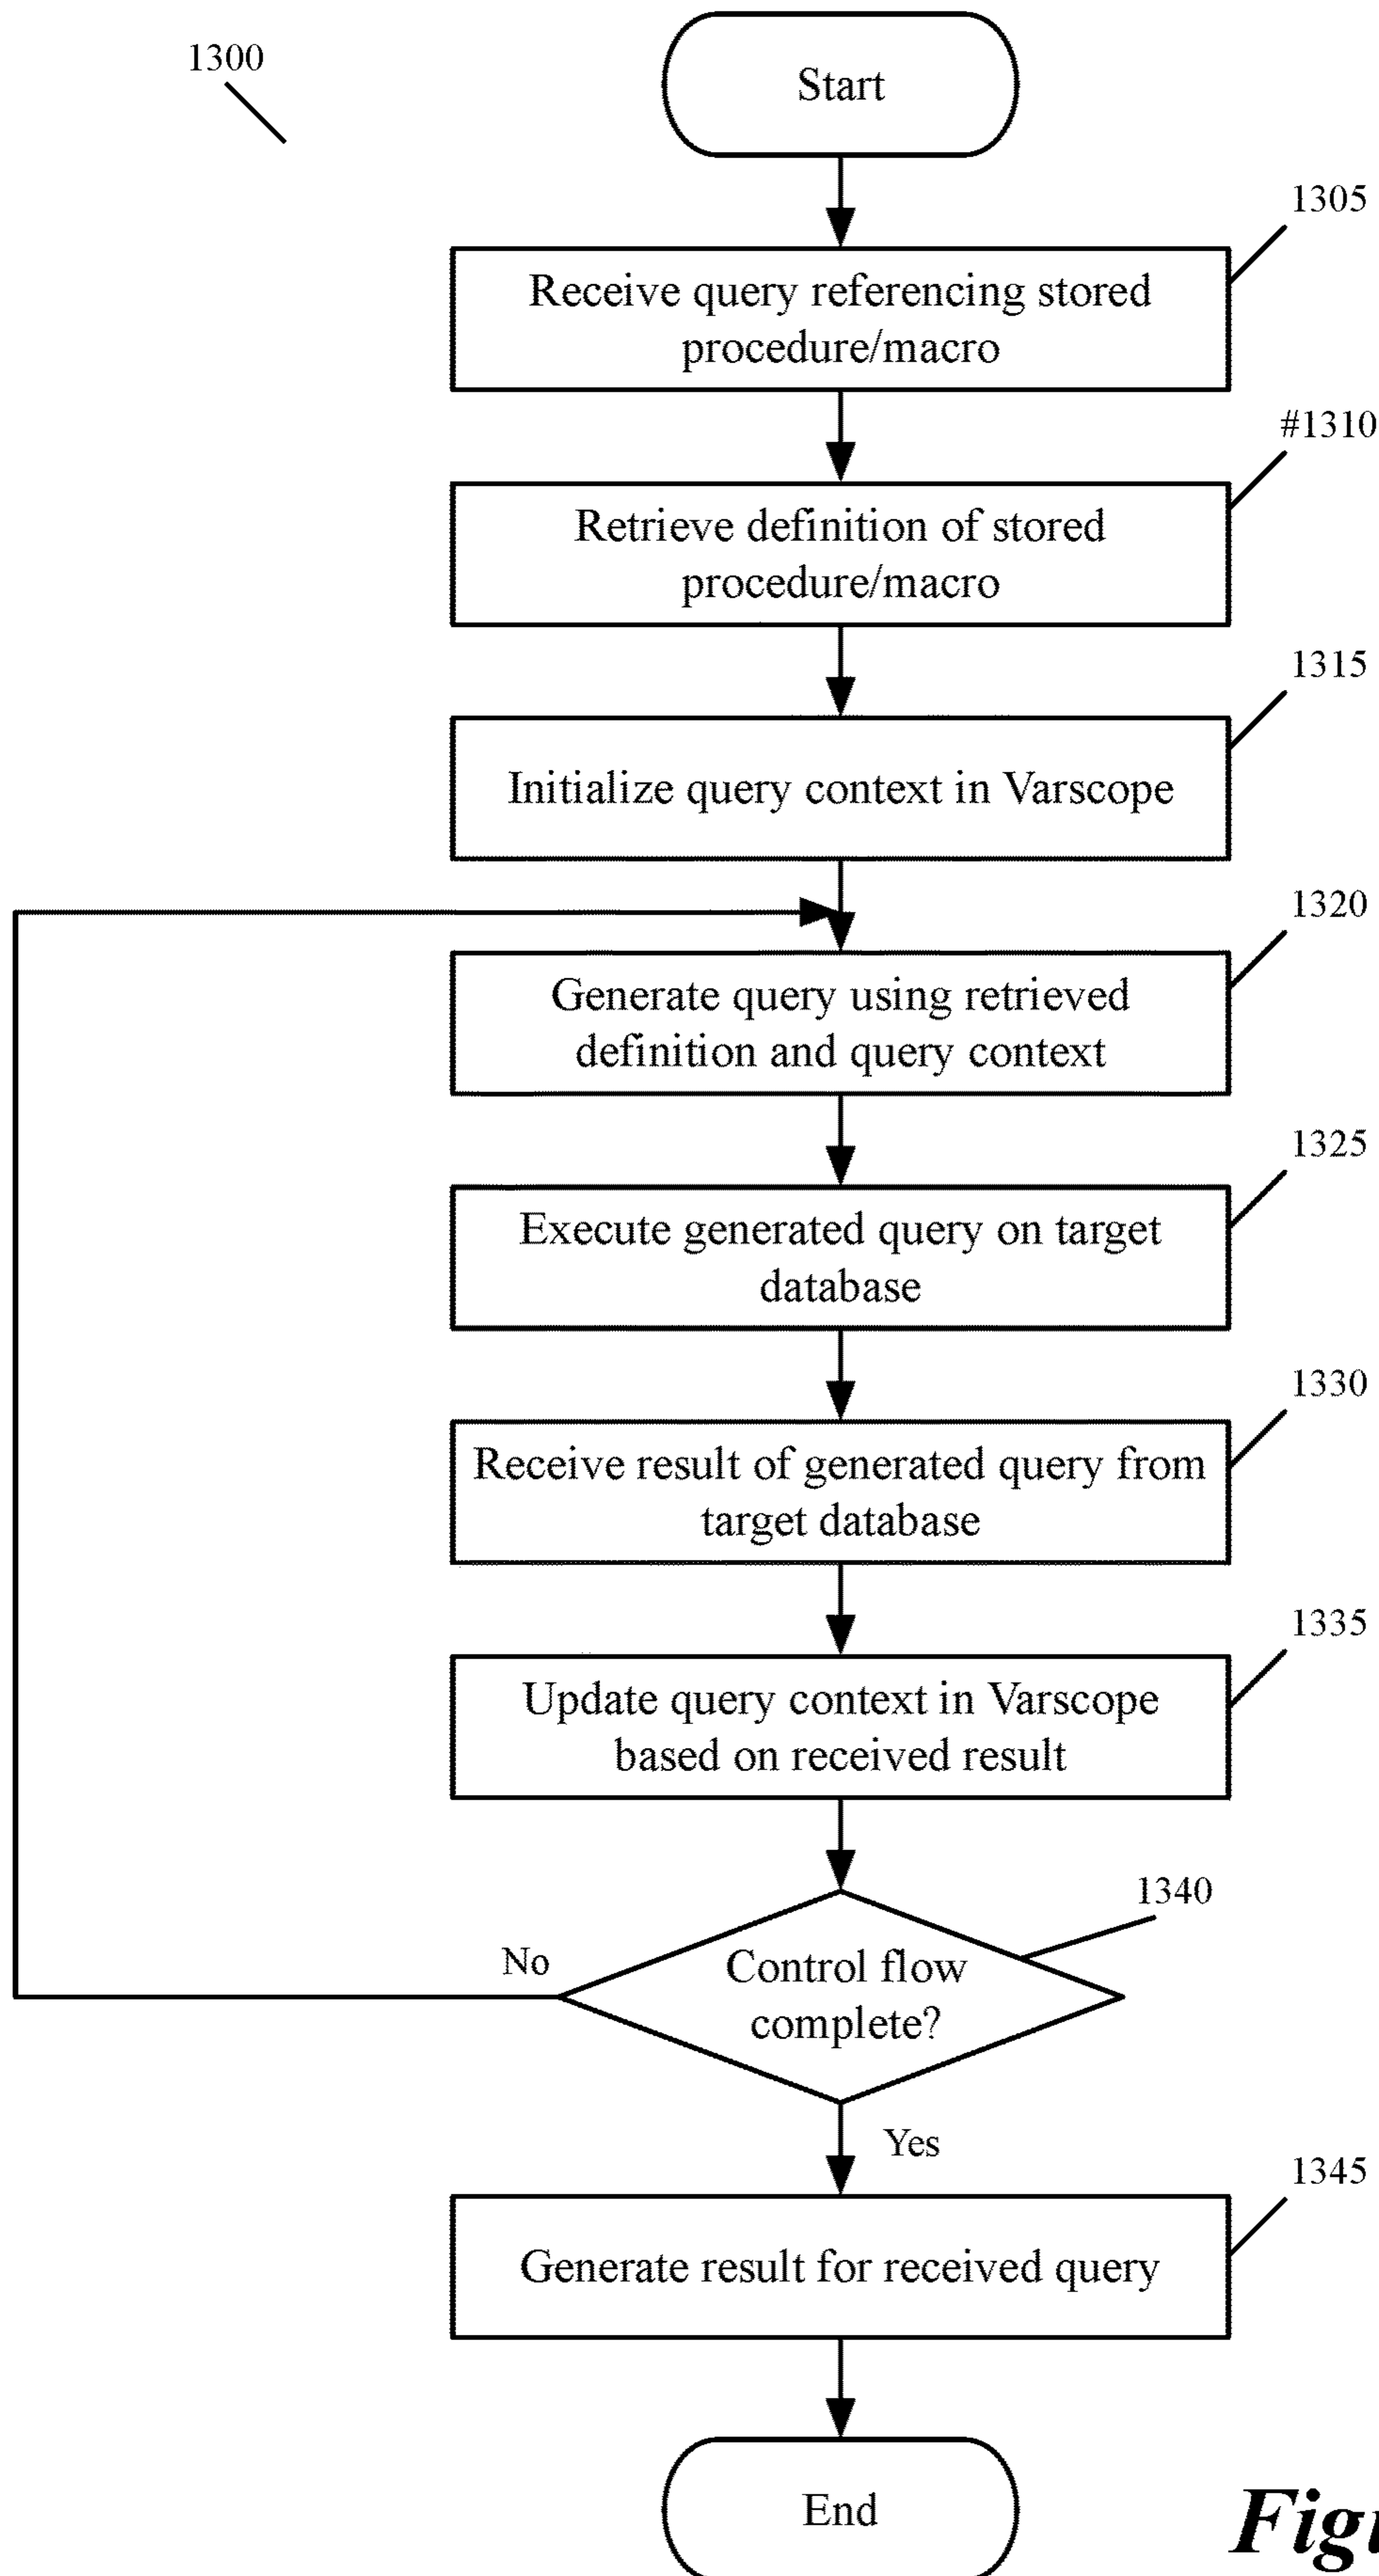 1300
Start
1305
Receive query referencing stored
procedure/macro
#1310
Retrieve definition of stored
procedure/macro
1315
Initialize query context in Varscope
1320
Generate query using retrieved
definition and query context
1325
Execute generated query on target
database
1330
Receive result of generated query from
target database
1335
Update query context in Varscope
based on received result
1340
Control flow
complete?
No
Yes
1345
Generate result for received query
End